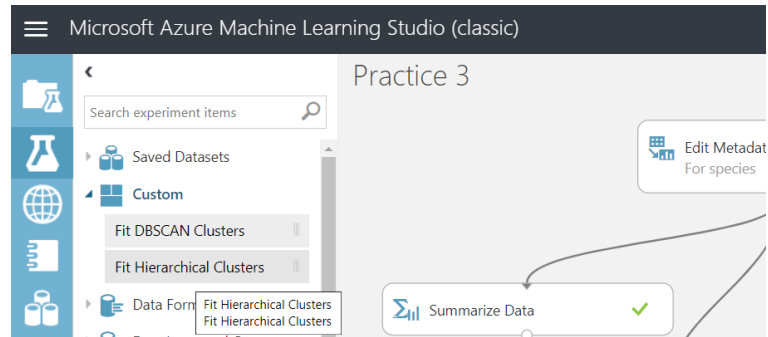 Microsoft Azure Machine Learning Studio (classic)
Practice 3
Search experiment items
Saved Datasets
Custom
Fit DBSCAN Clusters
Fit Hierarchical Clusters
Data Form
Fit Hierarchical Clusters
Fit Hierarchical Clusters
Edit Metadat
For species
Summarize Data